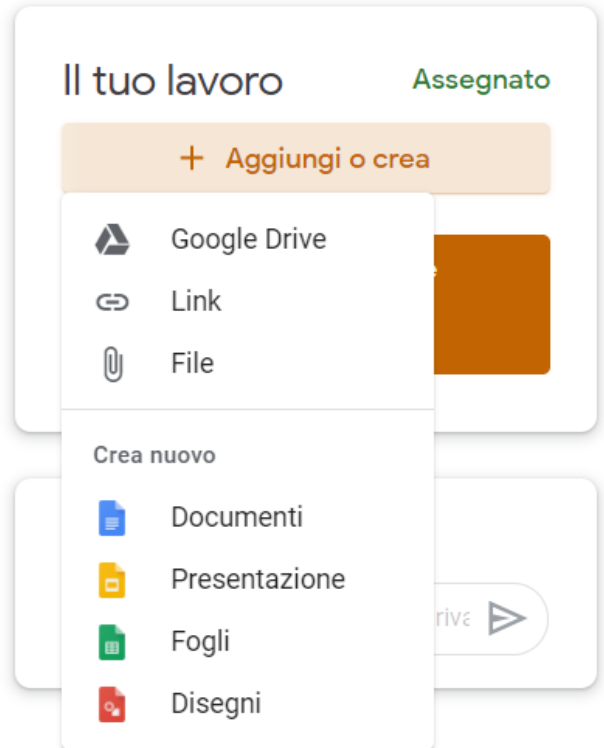 Il tuo lavoro
Assegnato
+ Aggiungi o crea
Google Drive
Link
File
Crea nuovo
Documenti
Presentazione
Fogli
Disegni